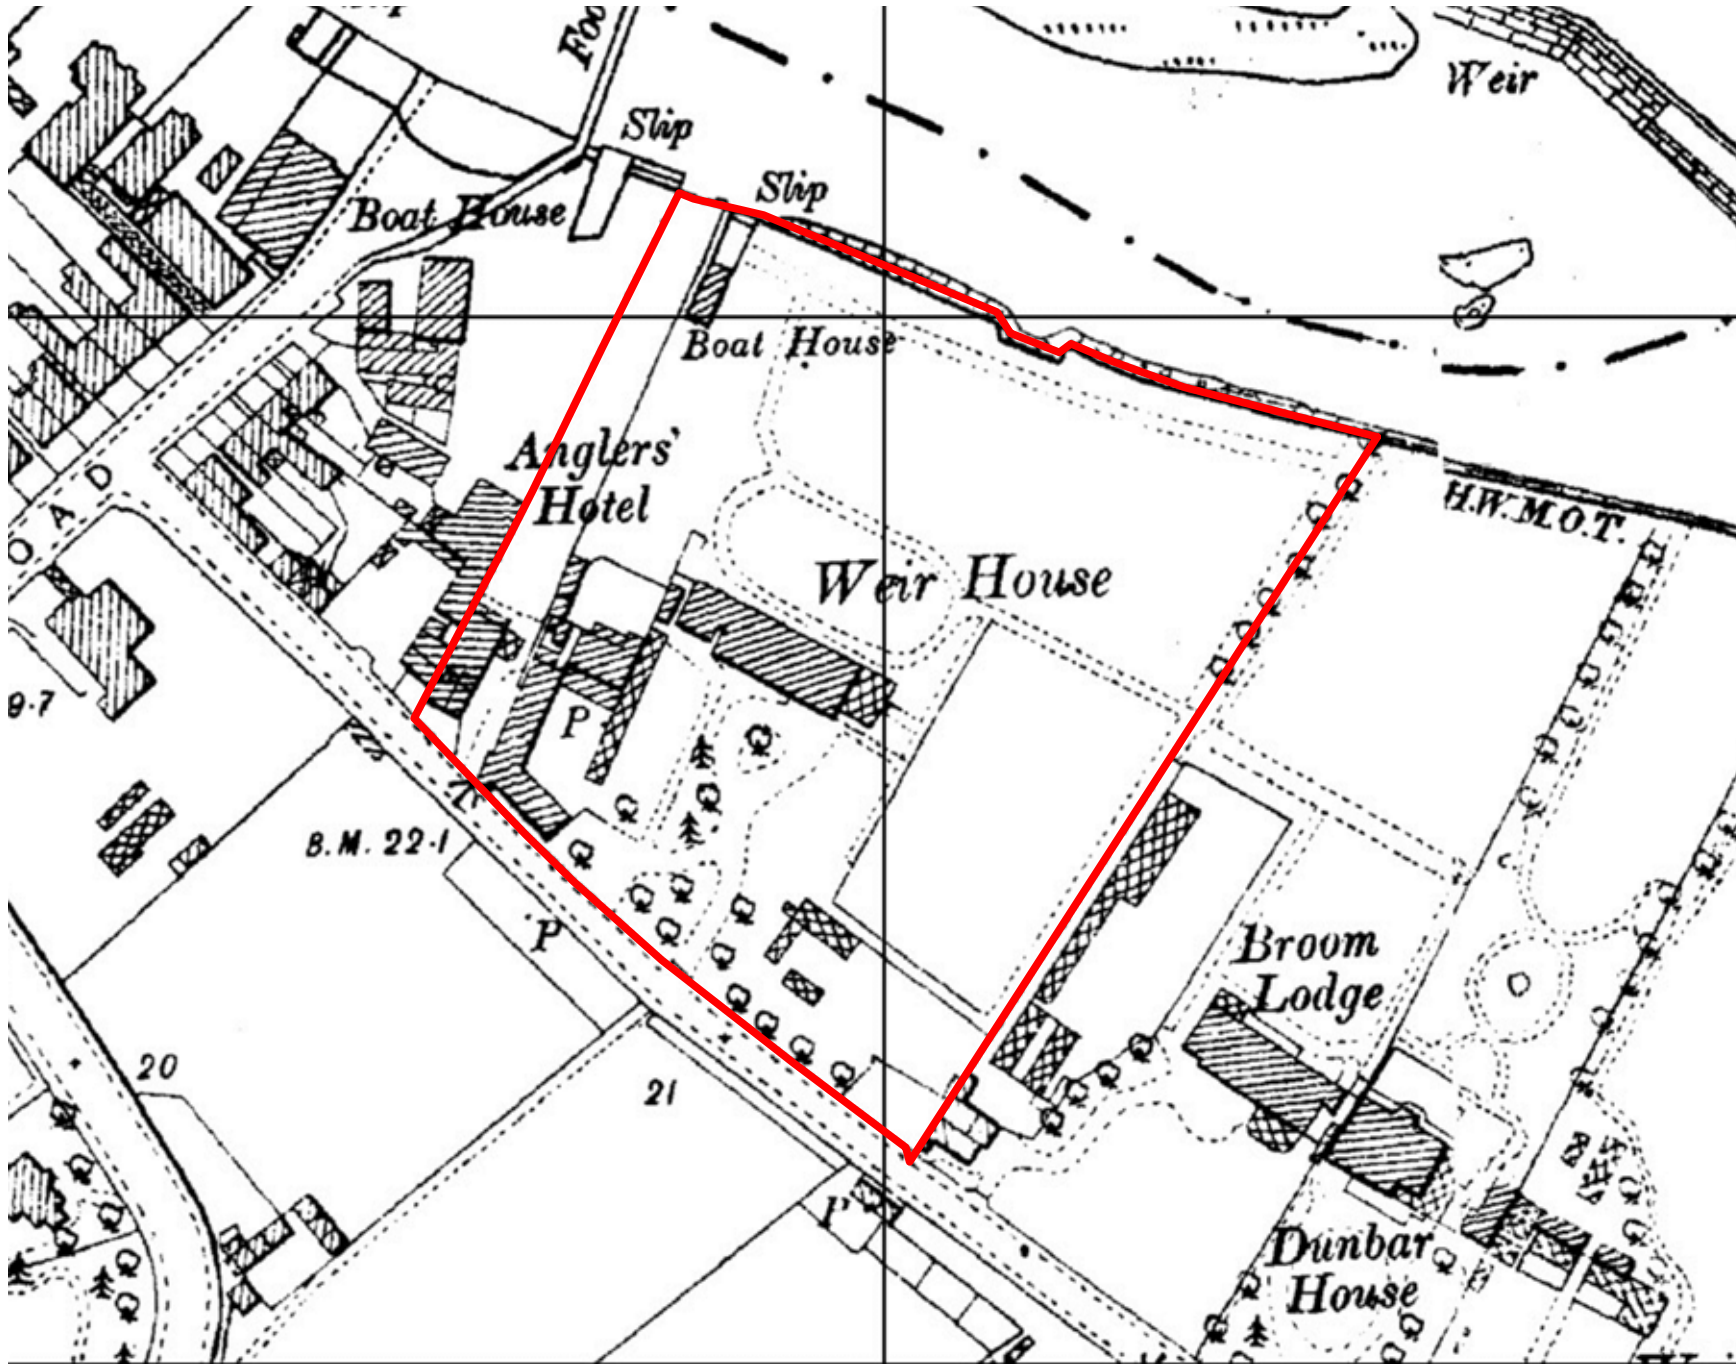 Foo
Weir
Slip
Slip
Boat House
Boat House
Anglers'
Hotel
H.W.M.O.T.
Weir House
O A D
9·7
P
B.M. 22·1
P
Broom
Lodge
20
21
P
Dunbar
House